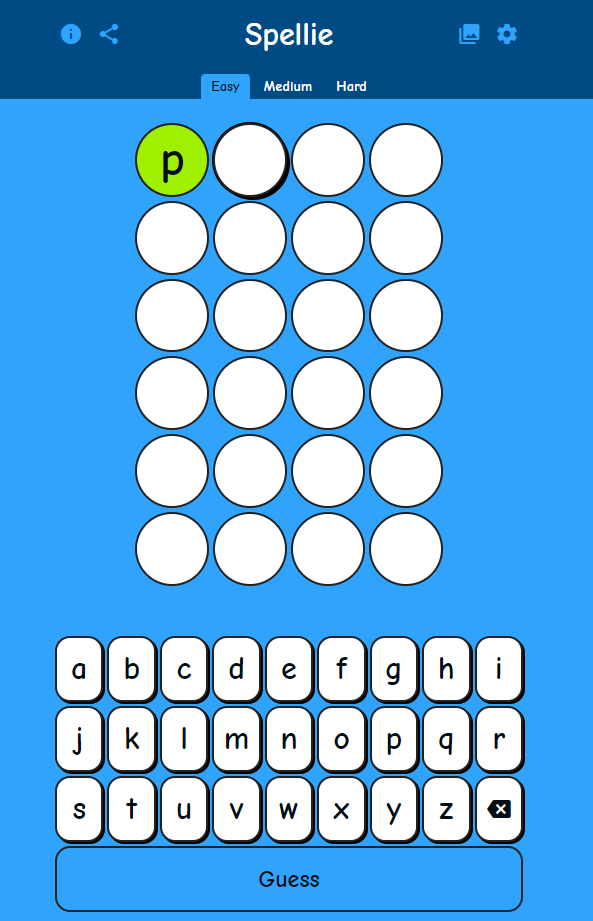 Spellie
Easy Medium Hard
p
a b c d e f g h i
j k l m n o p q r
s t u v w x y z
Guess